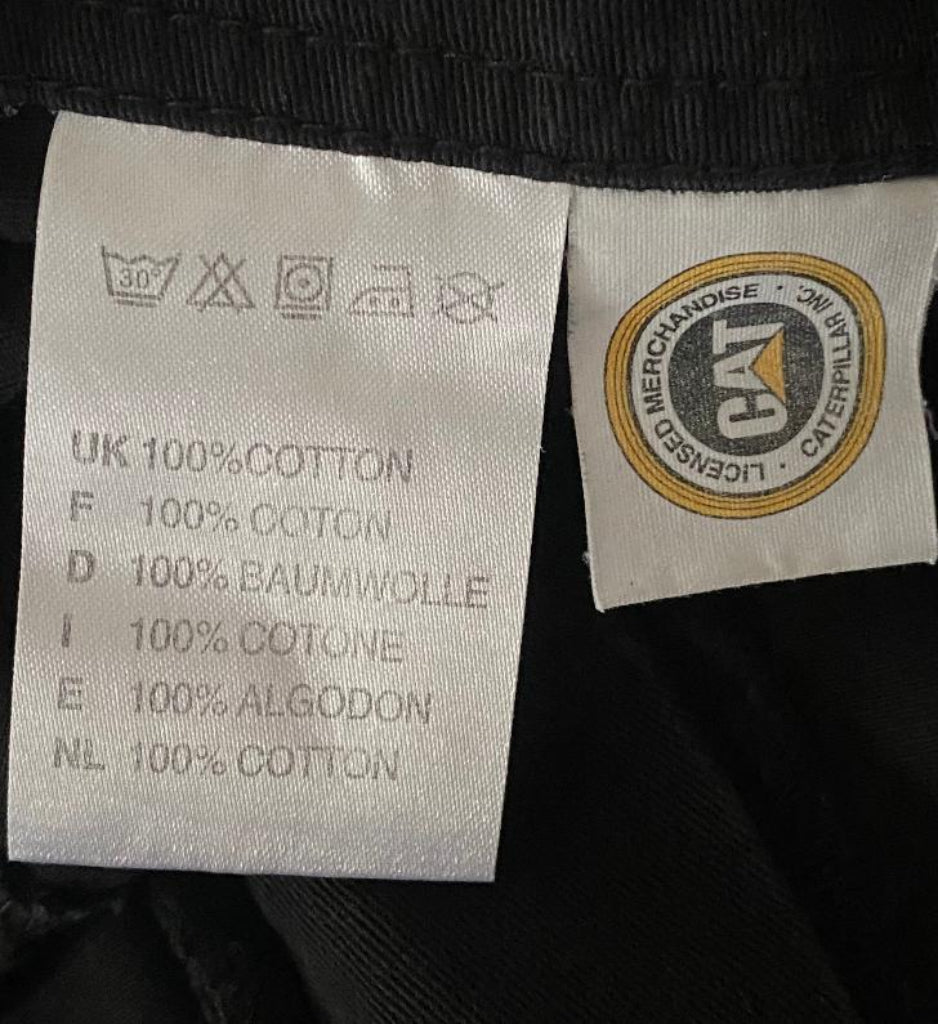 30°
UK 100%COTTON
F 100% COTON
D 100% BAUMWOLLE
I 100% COTONE
E 100% ALGODON
NL 100% COTTON
LICENSED MERCHANDISE · CATERPILLAR INC. ·
CAT